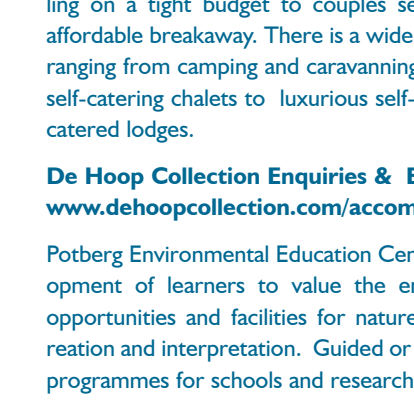 ling on a tight budget to couples se
affordable breakaway. There is a wide
ranging from camping and caravanning
self-catering chalets to luxurious self-
catered lodges.
De Hoop Collection Enquiries & E
www.dehoopcollection.com/accom
Potberg Environmental Education Cen
opment of learners to value the en
opportunities and facilities for nature
reation and interpretation. Guided or
programmes for schools and research